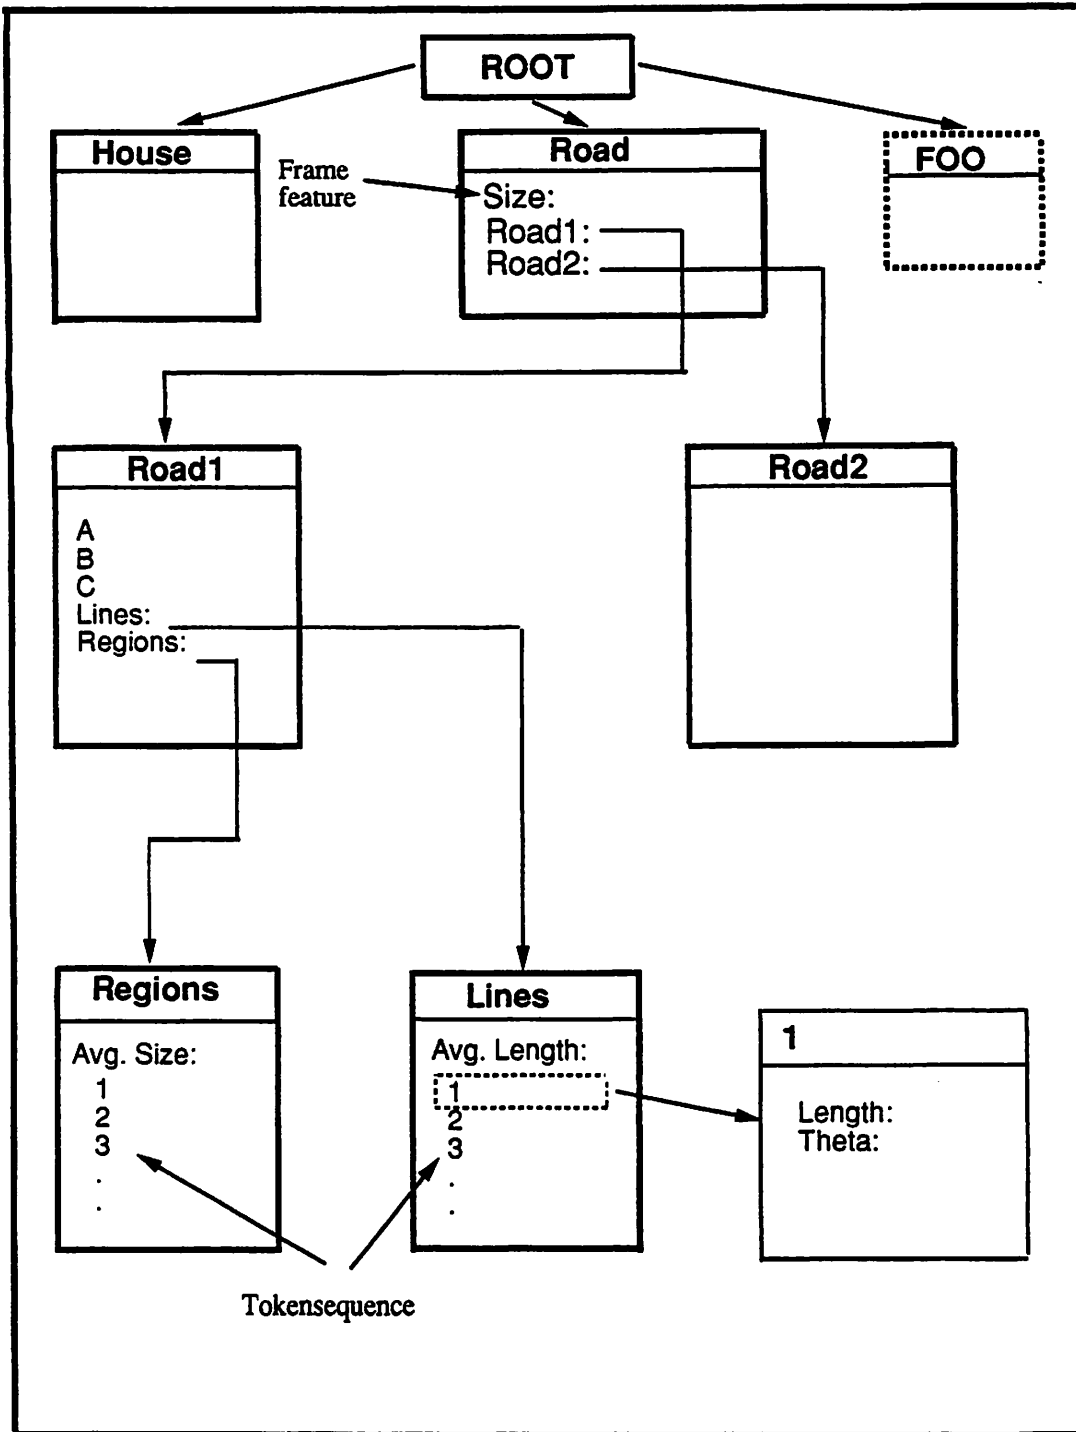 ROOT
House
Road
FOO
Frame
feature
Size:
Road1:
Road2:
Road1
A
B
C
Lines:
Regions:
Road2
Regions
Avg. Size:
1
2
3
.
.
Lines
Avg. Length:
1
2
3
.
.
1
Length:
Theta:
Tokensequence